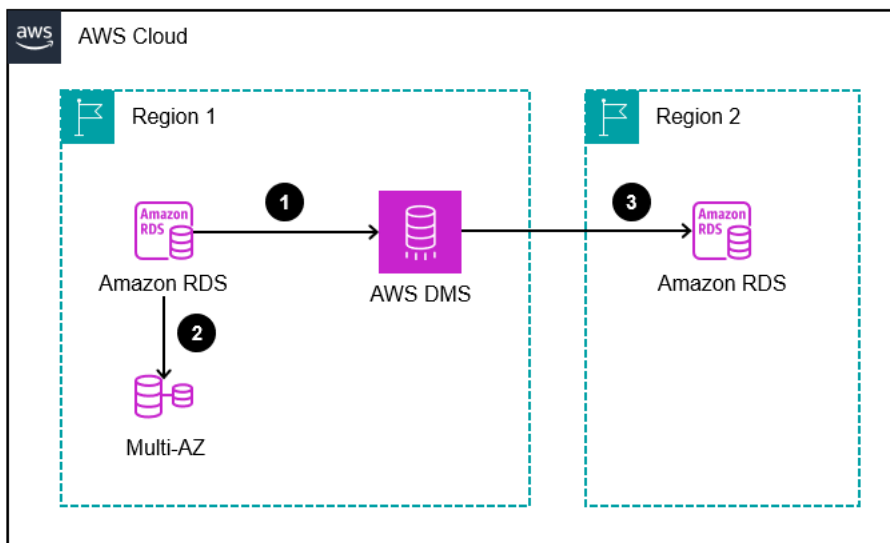 aws
AWS Cloud
Region 1
Region 2
1
3
Amazon
RDS
Amazon
RDS
Amazon RDS
AWS DMS
Amazon RDS
2
Multi-AZ